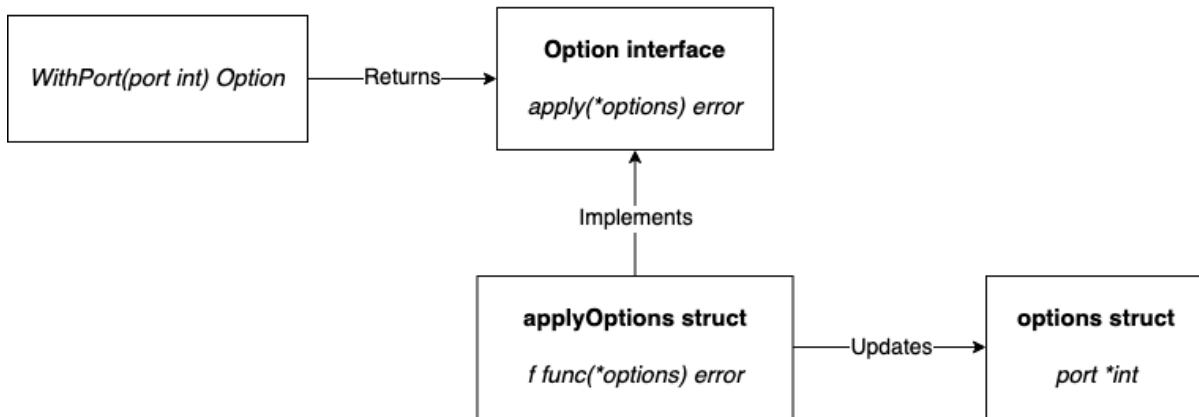 WithPort(port int) Option
Returns
Option interface
apply(*options) error
Implements
applyOptions struct
f func(*options) error
Updates
options struct
port *int